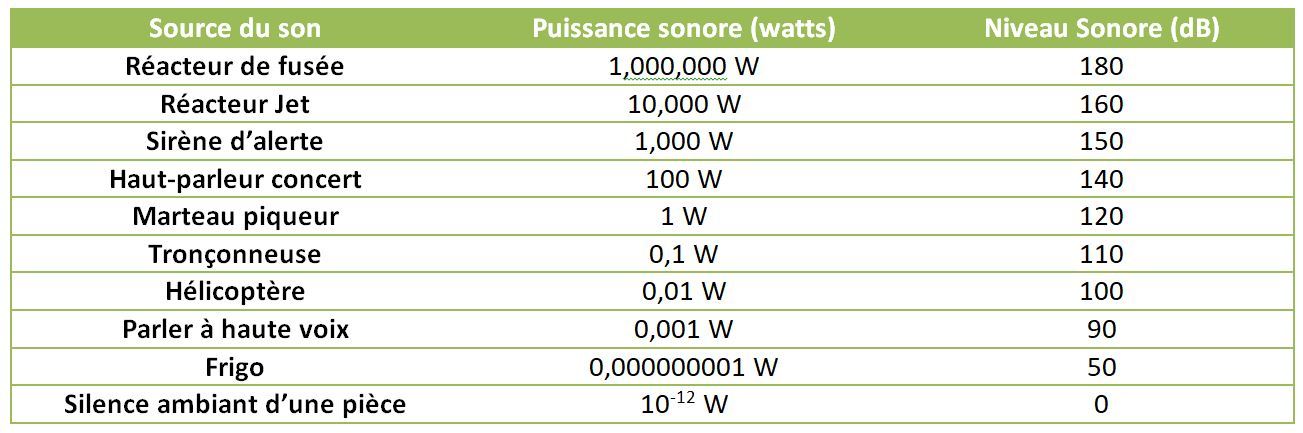 Source du son Puissance sonore (watts) Niveau Sonore (dB)
Réacteur de fusée 1,000,000 W 180
Réacteur Jet 10,000 W 160
Sirène d’alerte 1,000 W 150
Haut-parleur concert 100 W 140
Marteau piqueur 1 W 120
Tronçonneuse 0,1 W 110
Hélicoptère 0,01 W 100
Parler à haute voix 0,001 W 90
Frigo 0,000000001 W 50
Silence ambiant d’une pièce 10⁻¹² W 0